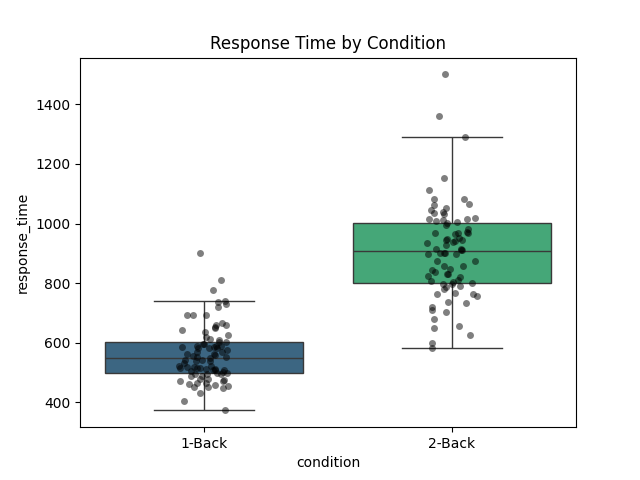 Response Time by Condition
response_time
1400
1200
1000
800
600
400
1-Back
2-Back
condition